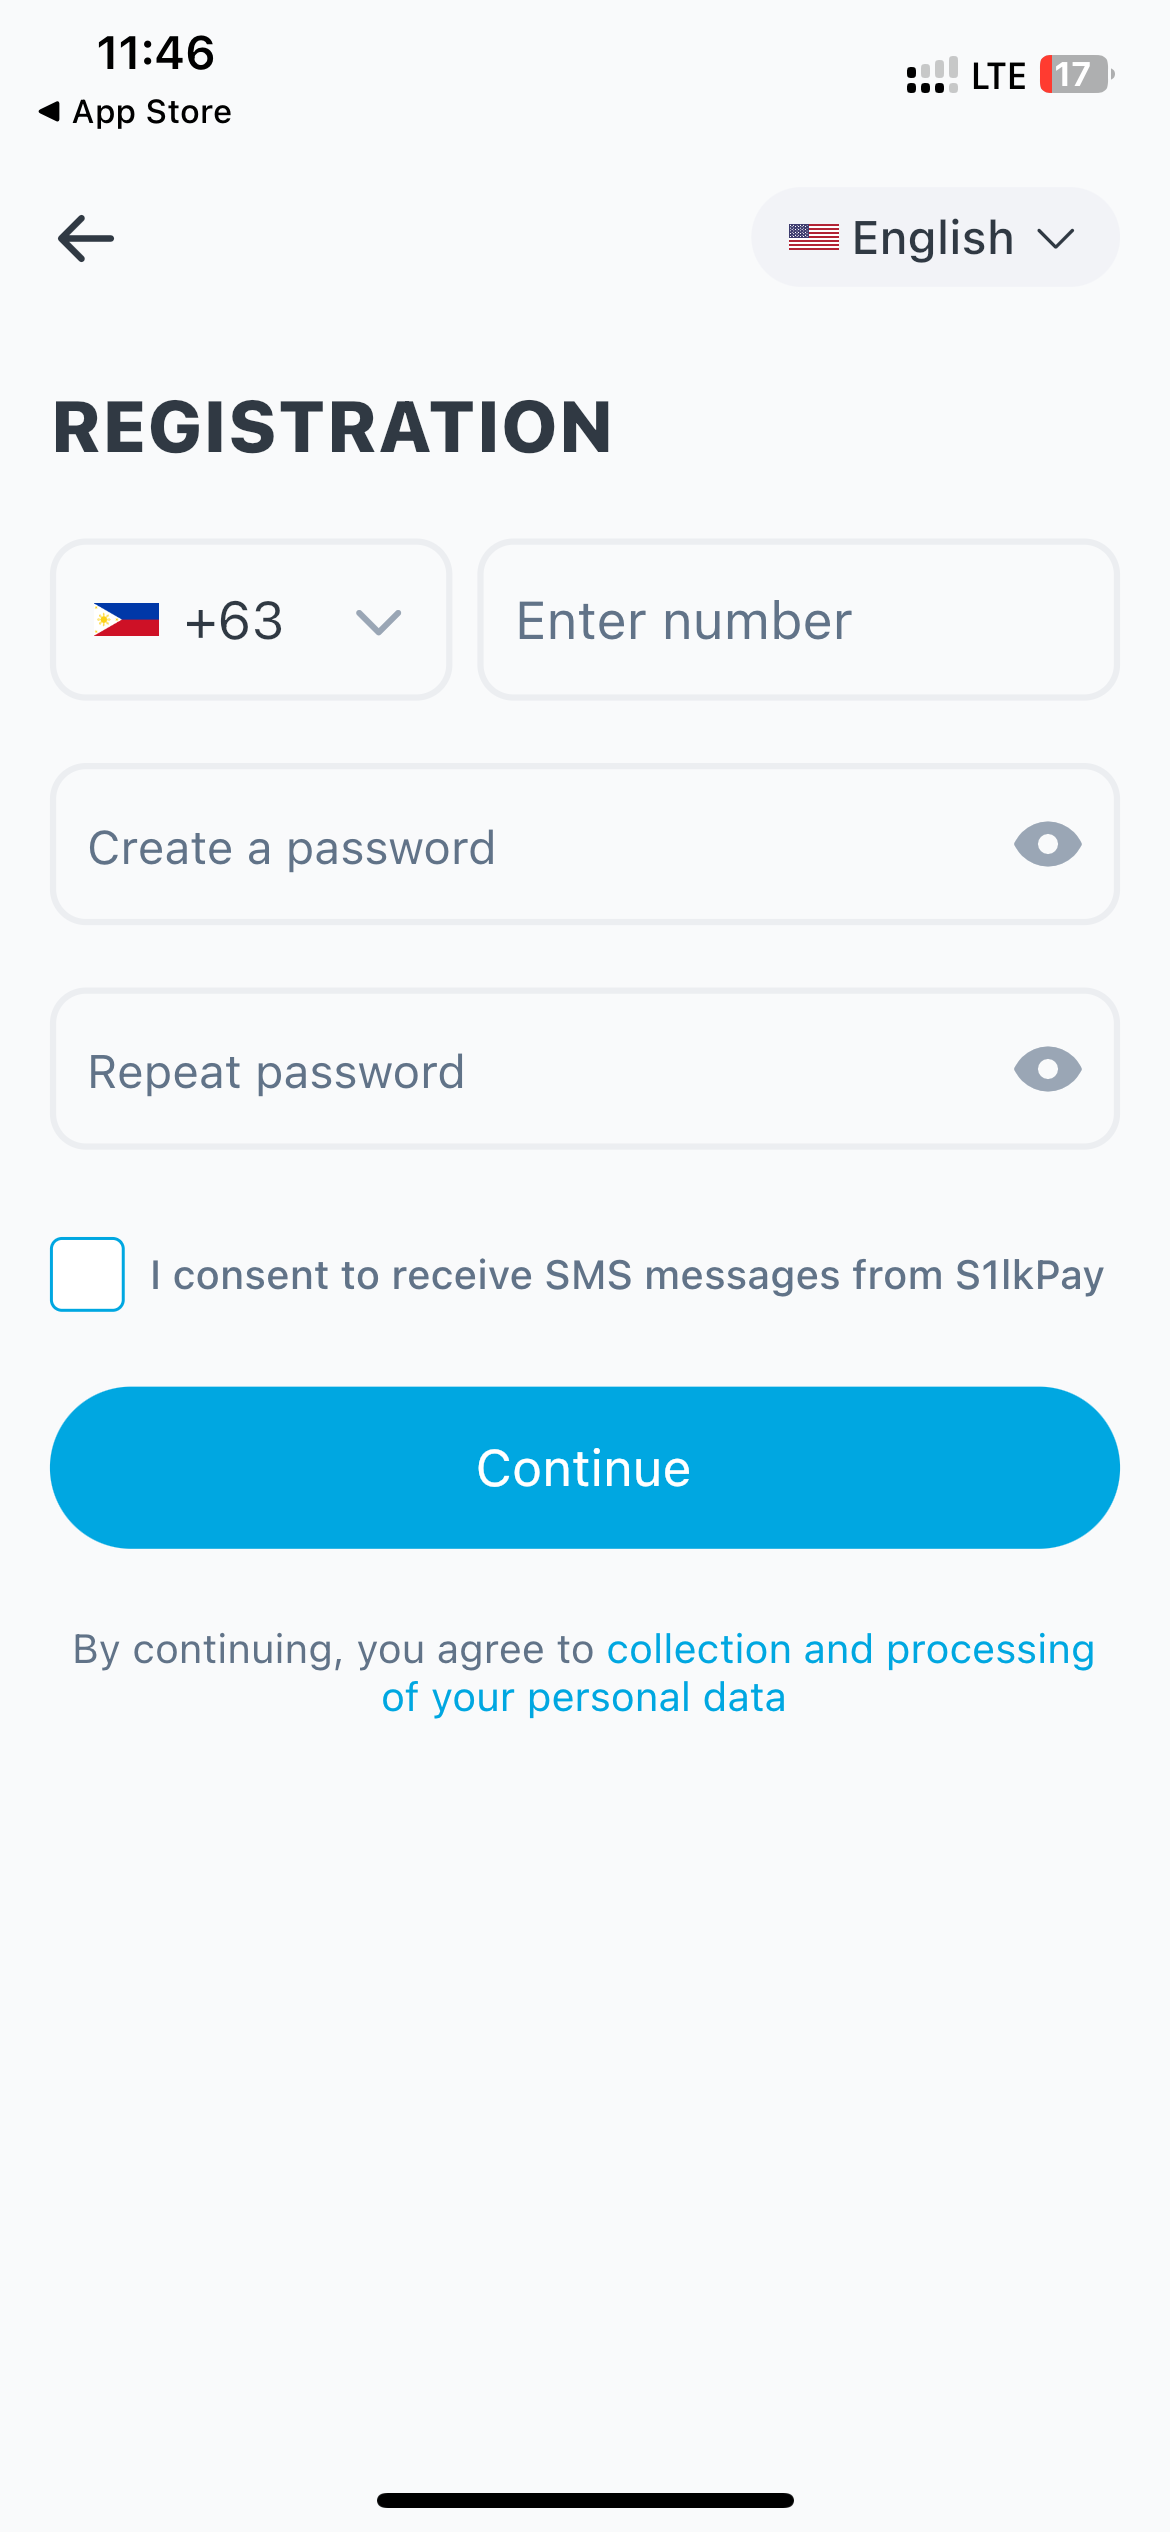 11:46
LTE 17
◀ App Store
English
REGISTRATION
+63
Enter number
Create a password
Repeat password
I consent to receive SMS messages from S1lkPay
Continue
By continuing, you agree to collection and processing
of your personal data